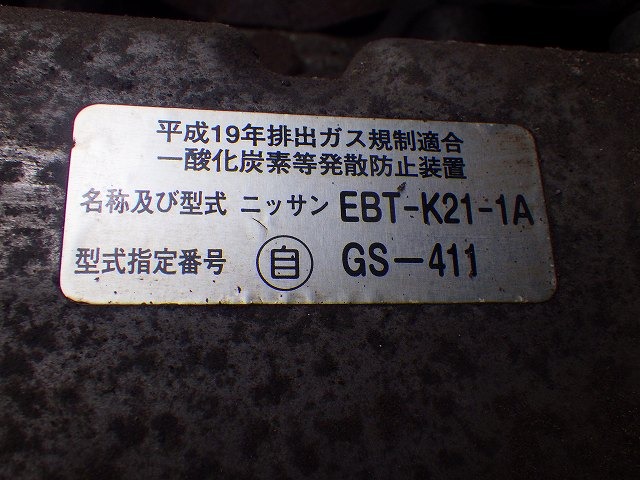 平成19年排出ガス規制適合
一酸化炭素等発散防止装置
名称及び型式 ニッサン EBT-K21-1A
型式指定番号 自 GS-411